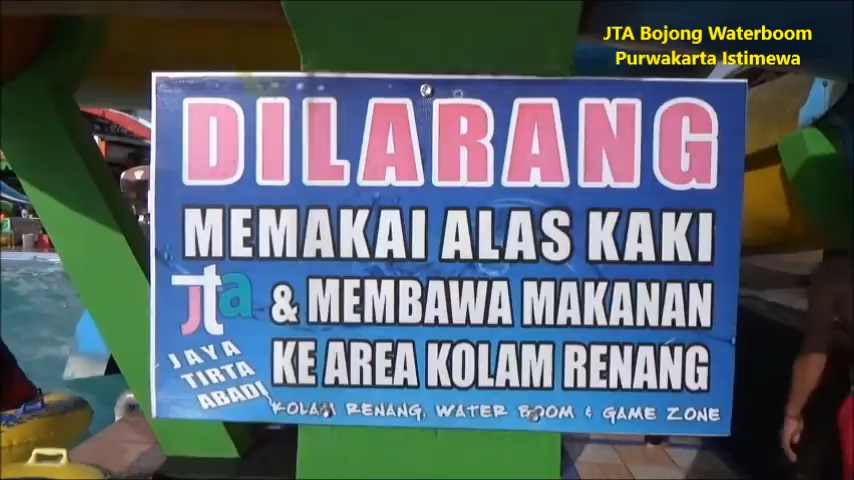 JTA Bojong Waterboom
Purwakarta Istimewa
DILARANG
MEMAKAI ALAS KAKI
& MEMBAWA MAKANAN
KE AREA KOLAM RENANG
jta
JAYA
TIRTA
ABADI
KOLAM RENANG, WATER BOOM & GAME ZONE